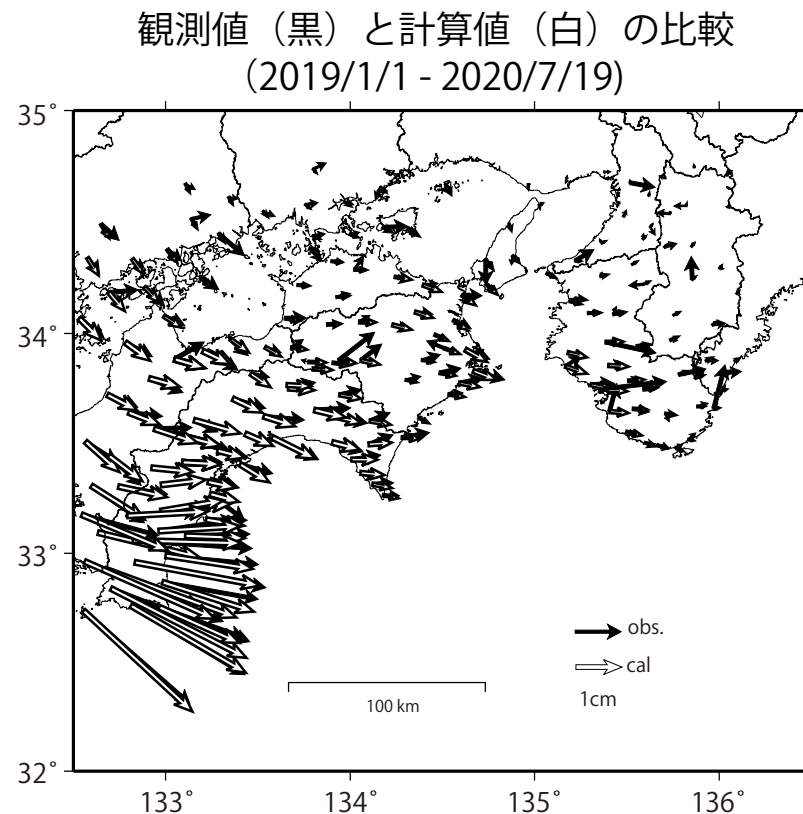 観測値（黒）と計算値（白）の比較
（2019/1/1 - 2020/7/19)
35˚
34˚
33˚
32˚
obs.
cal
1cm
100 km
133˚ 134˚ 135˚ 136˚